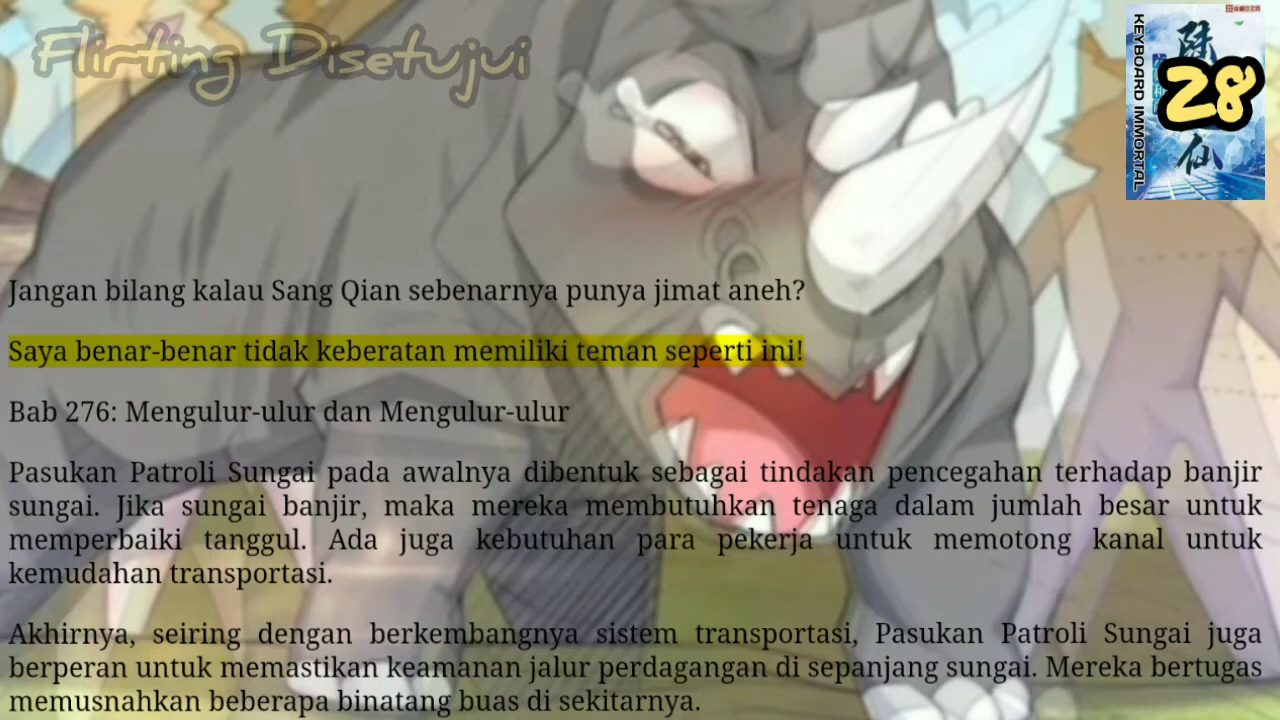 Flirting Disetujui
KEYBOARD IMMORTAL
28
仙
Jangan bilang kalau Sang Qian sebenarnya punya jimat aneh?
Saya benar-benar tidak keberatan memiliki teman seperti ini!
Bab 276: Mengulur-ulur dan Mengulur-ulur
Pasukan Patroli Sungai pada awalnya dibentuk sebagai tindakan pencegahan terhadap banjir
sungai. Jika sungai banjir, maka mereka membutuhkan tenaga dalam jumlah besar untuk
memperbaiki tanggul. Ada juga kebutuhan para pekerja untuk memotong kanal untuk
kemudahan transportasi.
Akhirnya, seiring dengan berkembangnya sistem transportasi, Pasukan Patroli Sungai juga
berperan untuk memastikan keamanan jalur perdagangan di sepanjang sungai. Mereka bertugas
memusnahkan beberapa binatang buas di sekitarnya.